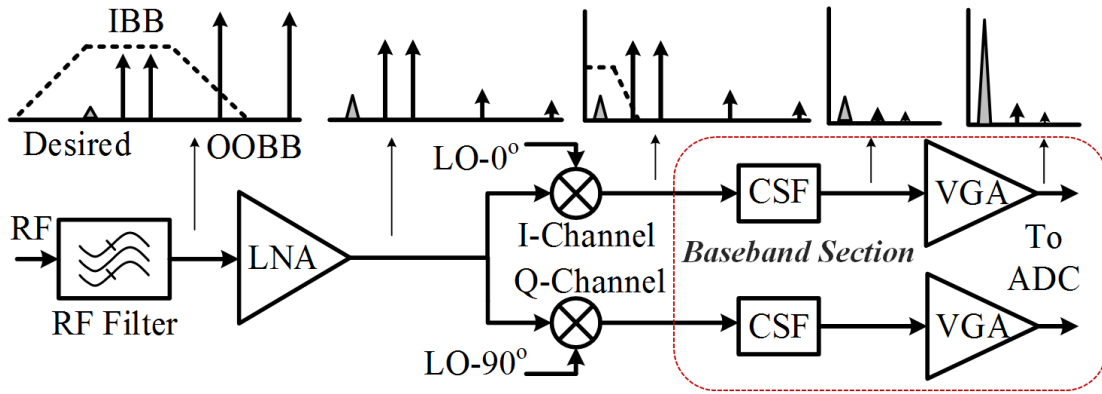 IBB
Desired
OOBB
LO-0°
RF
LNA
RF Filter
I-Channel
Q-Channel
LO-90°
CSF
VGA
Baseband Section
To
ADC
CSF
VGA